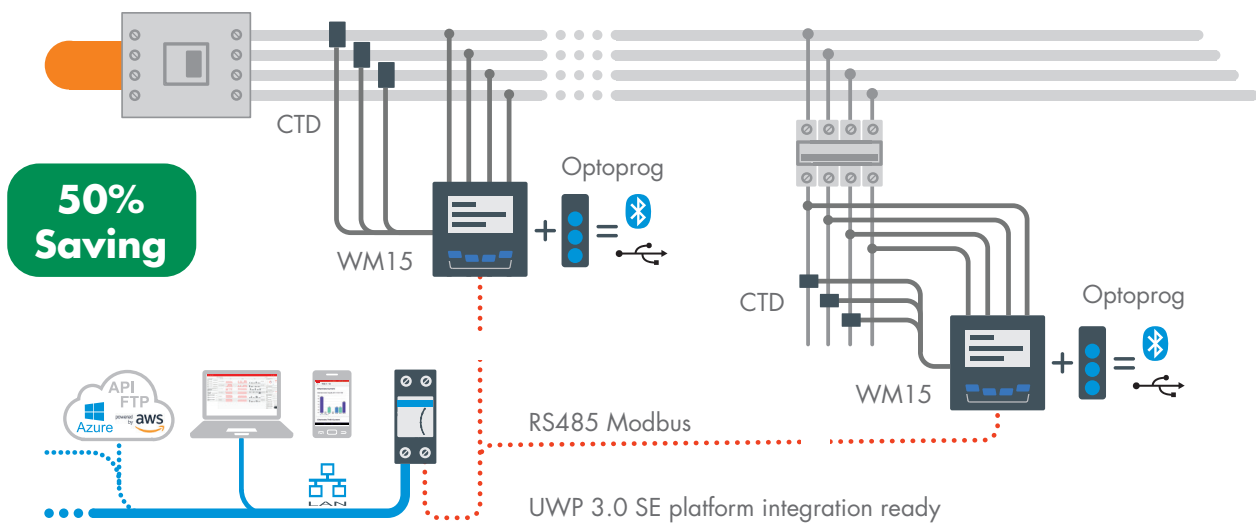 CTD
Optoprog
50%
Saving
WM15
+
=
CTD
Optoprog
WM15
+
=
API
FTP
Azure
powered
by
aws
LAN
RS485 Modbus
UWP 3.0 SE platform integration ready